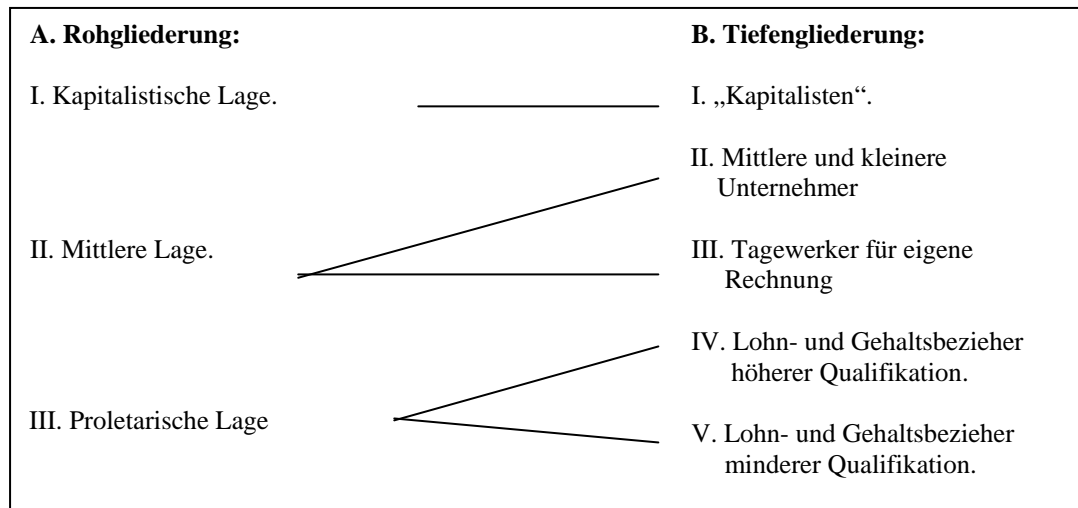 A. Rohgliederung:
I. Kapitalistische Lage.
II. Mittlere Lage.
III. Proletarische Lage
B. Tiefengliederung:
I. „Kapitalisten“.
II. Mittlere und kleinere
Unternehmer
III. Tagewerker für eigene
Rechnung
IV. Lohn- und Gehaltsbezieher
höherer Qualifikation.
V. Lohn- und Gehaltsbezieher
minderer Qualifikation.